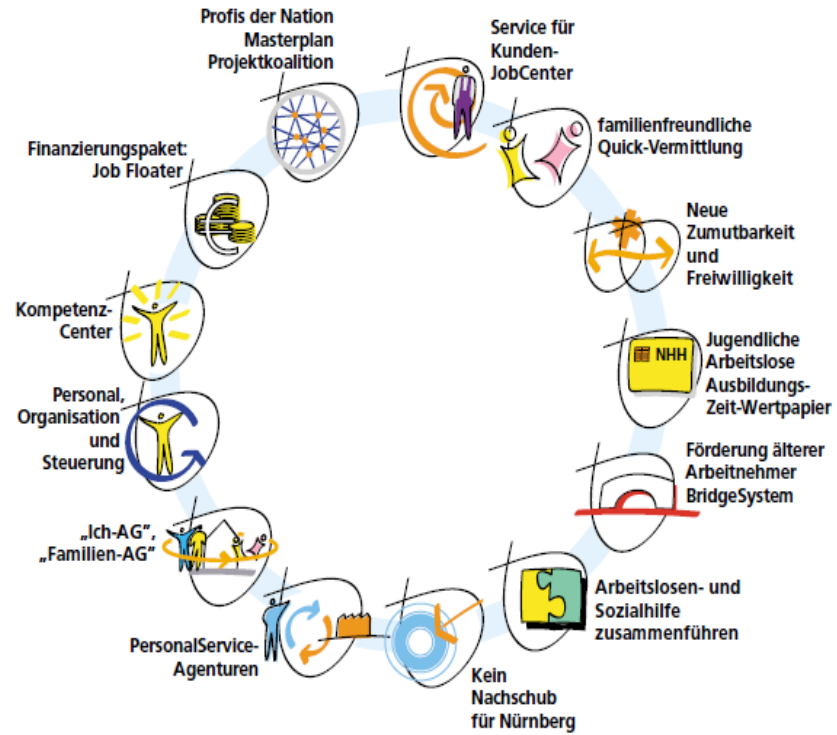 Profis der Nation
Masterplan
Projektkoalition
Service für
Kunden-
JobCenter
familienfreundliche
Quick-Vermittlung
Neue
Zumutbarkeit
und
Freiwilligkeit
NHH
Jugendliche
Arbeitslose
Ausbildungs-
Zeit-Wertpapier
Förderung älterer
Arbeitnehmer
BridgeSystem
Arbeitslosen- und
Sozialhilfe
zusammenführen
Kein
Nachschub
für Nürnberg
PersonalService-
Agenturen
„Ich-AG”,
„Familien-AG”
Personal,
Organisation
und
Steuerung
Kompetenz-
Center
Finanzierungspaket:
Job Floater